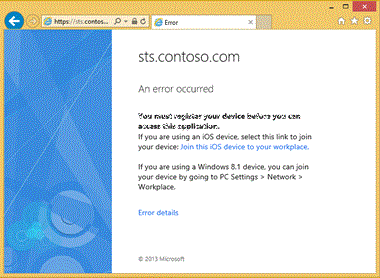 https://sts.contoso...
Error
sts.contoso.com
An error occurred
You must register your device before you can
access this application.
If you are using an iOS device, select this link to join
your device: Join this iOS device to your workplace.
If you are using a Windows 8.1 device, you can join
your device by going to PC Settings > Network >
Workplace.
Error details
© 2013 Microsoft